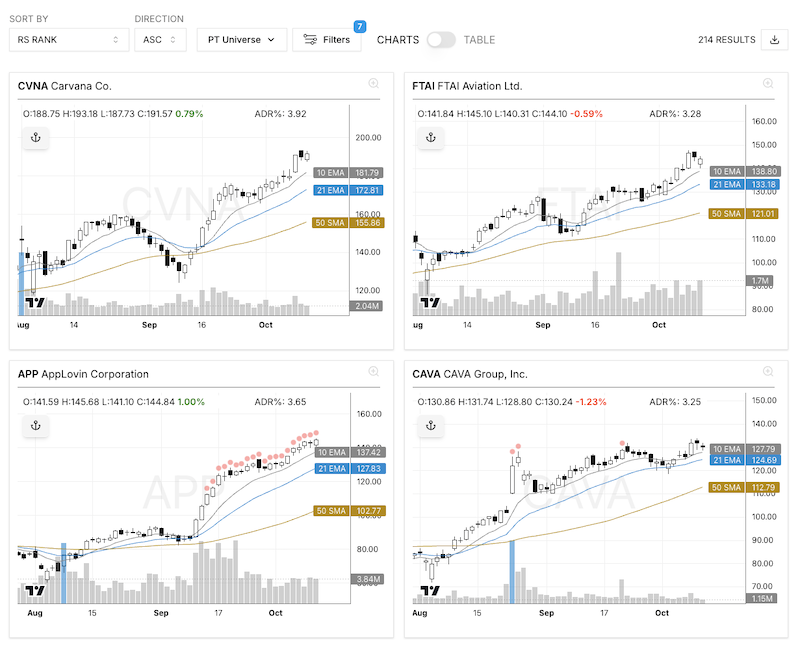 SORT BY
DIRECTION
RS RANK
ASC
PT Universe
Filters
7
CHARTS
TABLE
214 RESULTS
CVNA Carvana Co.
O:188.75 H:193.18 L:187.73 C:191.57 0.79%
ADR%: 3.92
CVNA
200.00
10 EMA 181.79
21 EMA 172.81
160.00
50 SMA 155.66
140.00
120.00
2.04M
14
Sep
16
Oct
FTAI FTAI Aviation Ltd.
O:141.84 H:145.10 L:140.31 C:144.10 -0.59%
ADR%: 3.28
FTAI
160.00
150.00
10 EMA 138.80
21 EMA 133.18
130.00
50 SMA 121.01
110.00
100.00
1.7M
80.00
14
Sep
16
Oct
APP AppLovin Corporation
O:141.59 H:145.68 L:141.10 C:144.84 1.00%
ADR%: 3.65
APP
160.00
10 EMA 137.42
21 EMA 127.83
120.00
50 SMA 102.77
80.00
3.84M
Aug
15
Sep
17
Oct
CAVA CAVA Group, Inc.
O:130.86 H:131.74 L:128.80 C:130.24 -1.23%
ADR%: 3.25
CAVA
150.00
140.00
10 EMA 127.79
21 EMA 124.69
50 SMA 112.79
100.00
90.00
80.00
70.00
1.15M
Aug
15
Sep
17
Oct